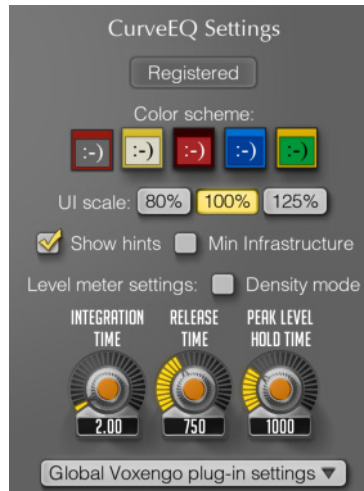 CurveEQ Settings
Registered
Color scheme:
:-) :-) :-) :-) :-)
UI scale: 80% 100% 125%
Show hints Min Infrastructure
Level meter settings: Density mode
INTEGRATION TIME RELEASE TIME PEAK LEVEL HOLD TIME
2.00 750 1000
Global Voxengo plug-in settings ▼